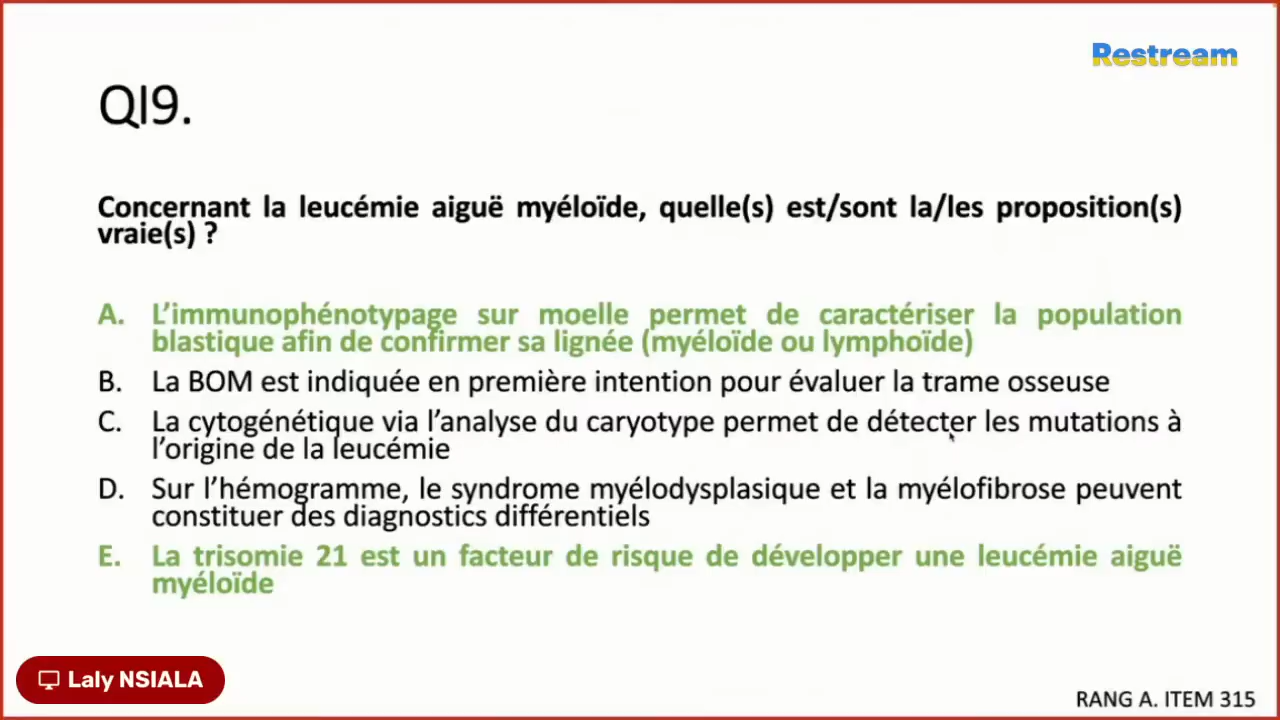 Restream
QI9.
Concernant la leucémie aiguë myéloïde, quelle(s) est/sont la/les proposition(s)
vraie(s) ?
A. L’immunophénotypage sur moelle permet de caractériser la population
blastique afin de confirmer sa lignée (myéloïde ou lymphoïde)
B. La BOM est indiquée en première intention pour évaluer la trame osseuse
C. La cytogénétique via l’analyse du caryotype permet de détecter les mutations à
l’origine de la leucémie
D. Sur l’hémogramme, le syndrome myélodysplasique et la myélofibrose peuvent
constituer des diagnostics différentiels
E. La trisomie 21 est un facteur de risque de développer une leucémie aiguë
myéloïde
Laly NSIALA
RANG A. ITEM 315